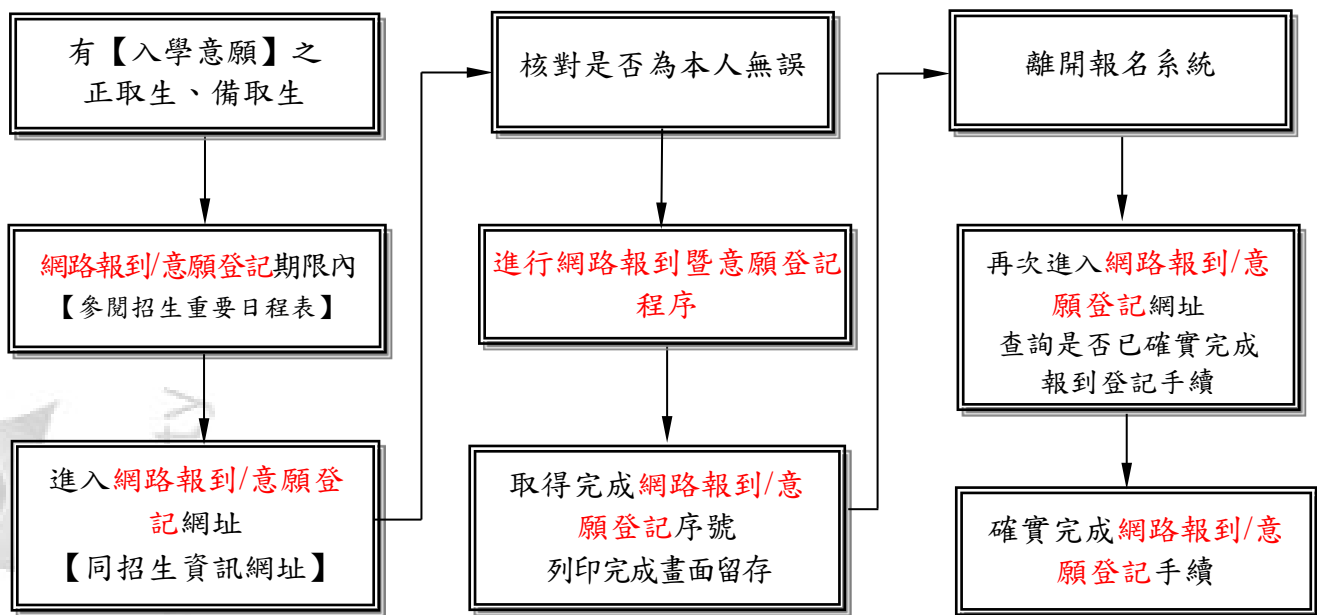 有【入學意願】之
正取生、備取生
網路報到/意願登記期限內
【參閱招生重要日程表】
進入網路報到/意願登
記網址
【同招生資訊網址】
核對是否為本人無誤
進行網路報到暨意願登記
程序
取得完成網路報到/意
願登記序號
列印完成畫面留存
離開報名系統
再次進入網路報到/意
願登記網址
查詢是否已確實完成
報到登記手續
確實完成網路報到/意
願登記手續